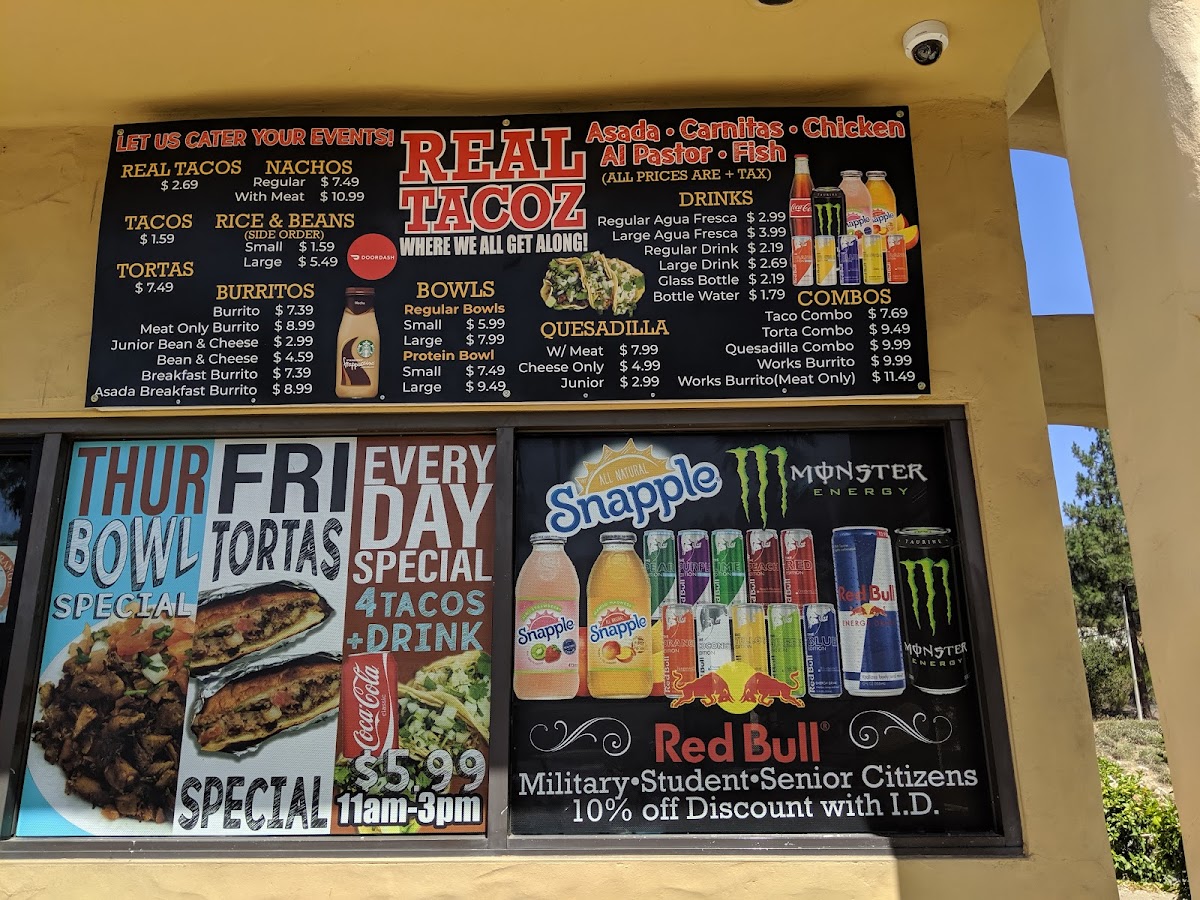 LET US CATER YOUR EVENTS!
REAL TACOS
$ 2.69
TACOS
$ 1.59
TORTAS
$ 7.49
NACHOS
Regular $ 7.49
With Meat $ 10.99
RICE & BEANS
(SIDE ORDER)
Small $ 1.59
Large $ 5.49
DOORDASH
BURRITOS
Burrito $ 7.39
Meat Only Burrito $ 8.99
Junior Bean & Cheese $ 2.99
Bean & Cheese $ 4.59
Breakfast Burrito $ 7.39
Asada Breakfast Burrito $ 8.99
REAL
TACOZ
WHERE WE ALL GET ALONG!
BOWLS
Regular Bowls
Small $ 5.99
Large $ 7.99
Protein Bowl
Small $ 7.49
Large $ 9.49
QUESADILLA
W/ Meat $ 7.99
Cheese Only $ 4.99
Junior $ 2.99
Asada • Carnitas • Chicken
Al Pastor • Fish
(ALL PRICES ARE + TAX)
DRINKS
Regular Agua Fresca $ 2.99
Large Agua Fresca $ 3.99
Regular Drink $ 2.19
Large Drink $ 2.69
Glass Bottle $ 2.19
Bottle Water $ 1.79
COMBOS
Taco Combo $ 7.69
Torta Combo $ 9.49
Quesadilla Combo $ 9.99
Works Burrito $ 9.99
Works Burrito(Meat Only) $ 11.49
THUR
BOWL
SPECIAL
FRI
TORTAS
SPECIAL
EVERY
DAY
SPECIAL
4TACOS
+DRINK
Coca-Cola
classic
$5.99
11am-3pm
ALL NATURAL
Snapple
MONSTER
ENERGY
Snapple
Snapple
Red Bull
MONSTER
ENERGY
Red Bull
Military•Student•Senior Citizens
10% off Discount with I.D.